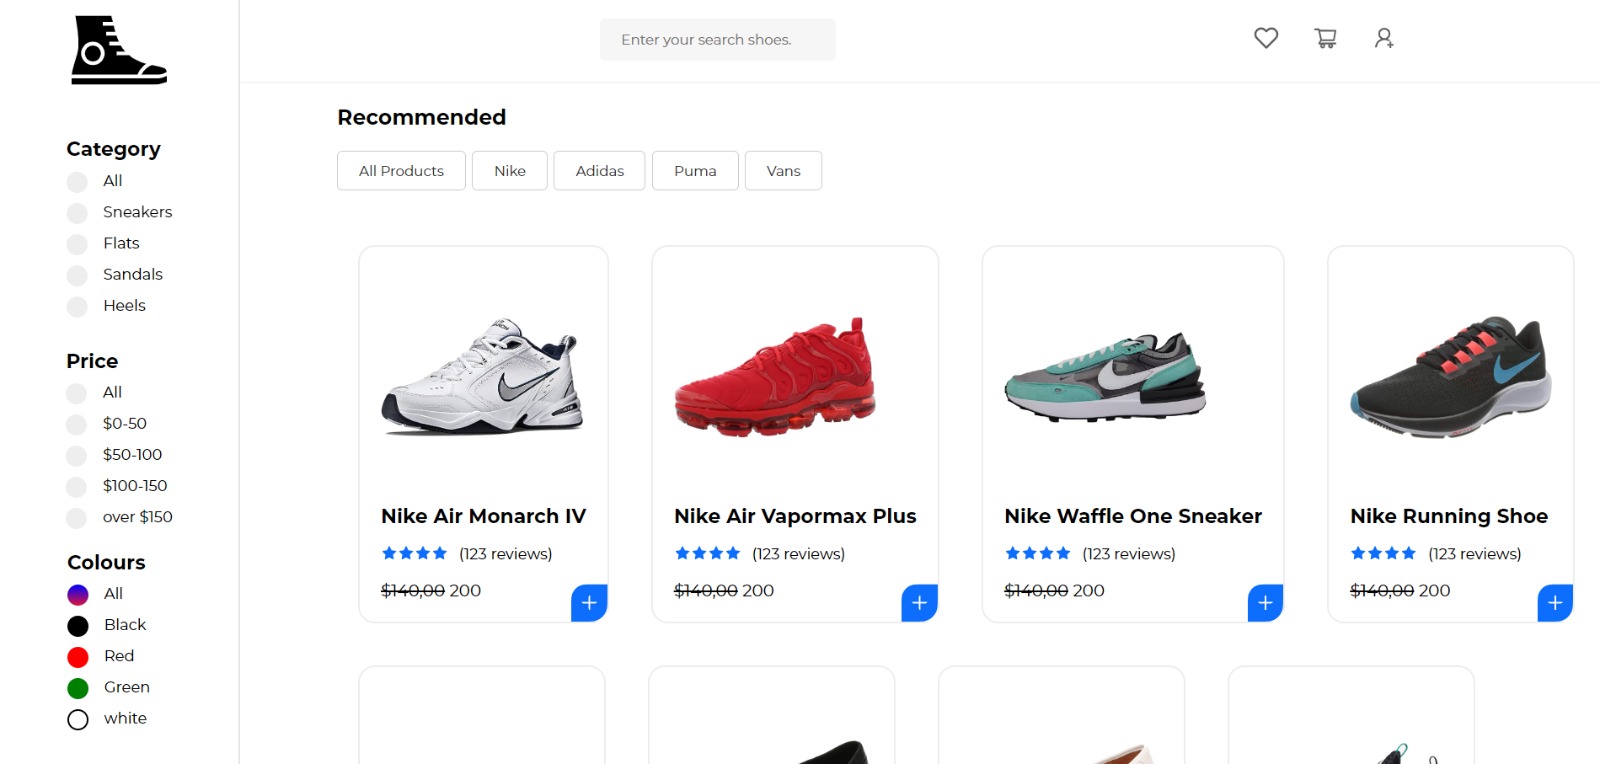 Enter your search shoes.
Category
All
Sneakers
Flats
Sandals
Heels
Price
All
$0-50
$50-100
$100-150
over $150
Colours
All
Black
Red
Green
white
Recommended
All Products
Nike
Adidas
Puma
Vans
Nike Air Monarch IV
(123 reviews)
$140,00 200
Nike Air Vapormax Plus
(123 reviews)
$140,00 200
Nike Waffle One Sneaker
(123 reviews)
$140,00 200
Nike Running Shoe
(123 reviews)
$140,00 200